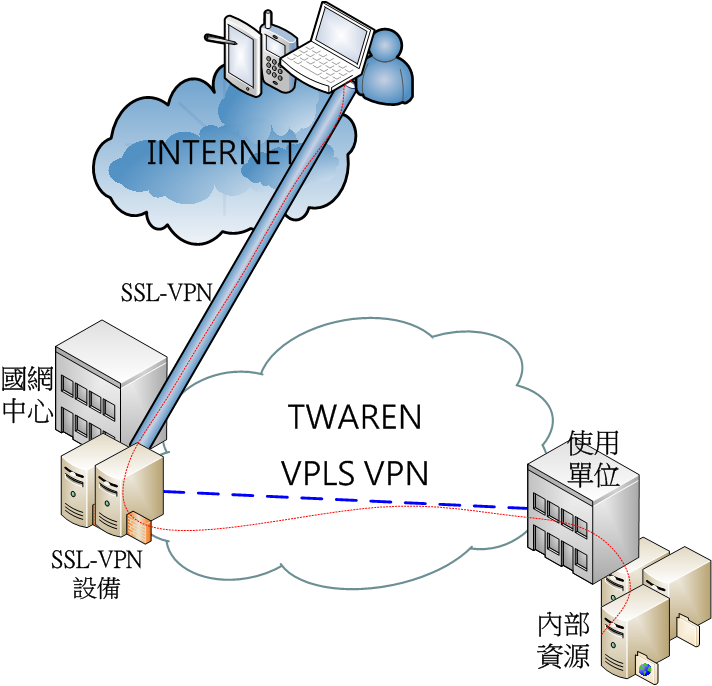 INTERNET
SSL-VPN
國網
中心
TWAREN
VPLS VPN
使用
單位
SSL-VPN
設備
內部
資源